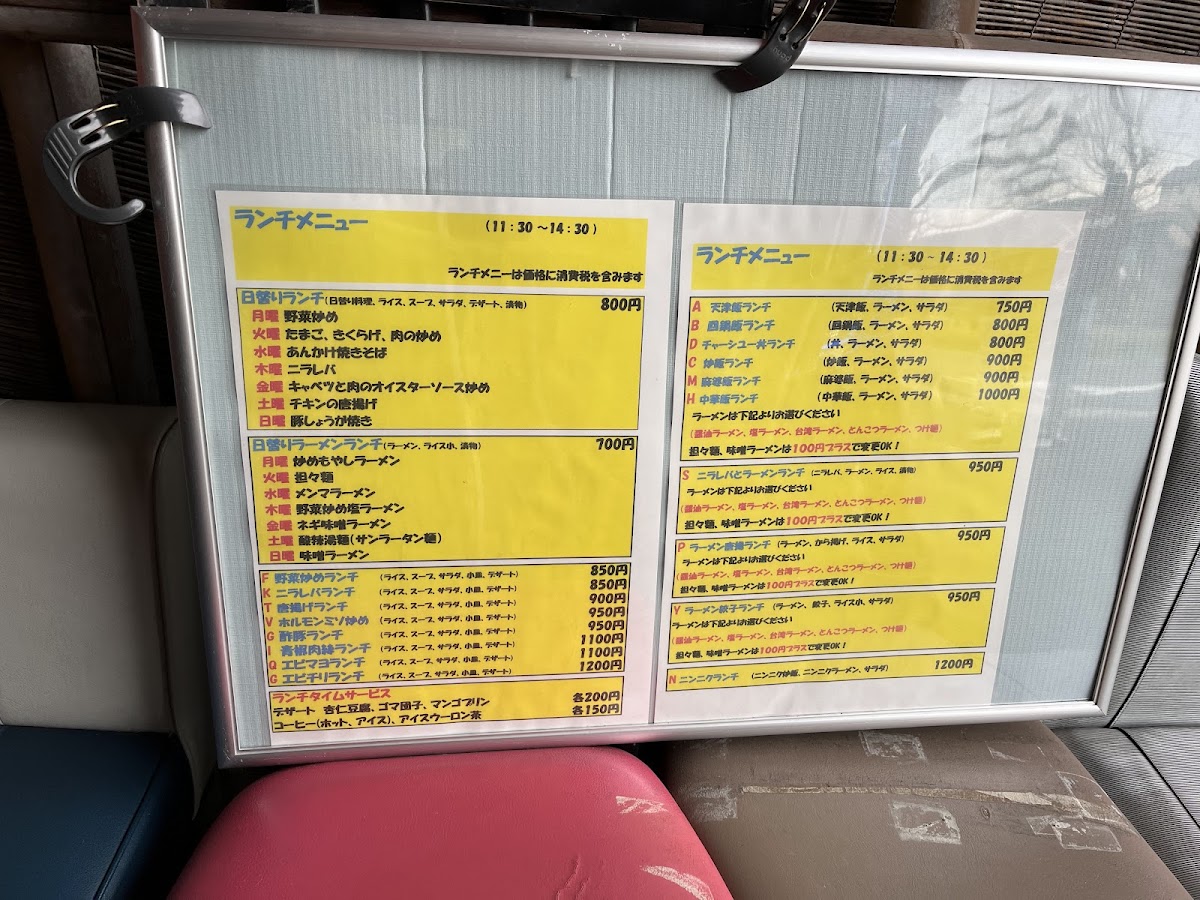 ランチメニュー (11:30 ～14:30 )
ランチメニーは価格に消費税を含みます
日替りランチ(日替り料理、ライス、スープ、サラダ、デザート、漬物) 800円
月曜 野菜炒め
火曜 たまご、きくらげ、肉の炒め
水曜 あんかけ焼きそば
木曜 ニラレバ
金曜 キャベツと肉のオイスターソース炒め
土曜 チキンの唐揚げ
日曜 豚しょうが焼き
日替りラーメンランチ(ラーメン、ライス小、漬物) 700円
月曜 炒めもやしラーメン
火曜 担々麺
水曜 メンマラーメン
木曜 野菜炒め塩ラーメン
金曜 ネギ味噌ラーメン
土曜 酸辣湯麺(サンラータン麺)
日曜 味噌ラーメン
F 野菜炒めランチ (ライス、スープ、サラダ、小皿、デザート) 850円
K ニラレバランチ (ライス、スープ、サラダ、小皿、デザート) 850円
T 唐揚げランチ (ライス、スープ、サラダ、小皿、デザート) 900円
V ホルモンミソ炒め (ライス、スープ、サラダ、小皿、デザート) 950円
G 酢豚ランチ (ライス、スープ、サラダ、小皿、デザート) 950円
I 青椒肉絲ランチ (ライス、スープ、サラダ、小皿、デザート) 1100円
Q エビマヨランチ (ライス、スープ、サラダ、小皿、デザート) 1100円
G エビチリランチ (ライス、スープ、サラダ、小皿、デザート) 1200円
ランチタイムサービス
デザート 杏仁豆腐、ゴマ団子、マンゴプリン 各200円
コーヒー(ホット、アイス)、アイスウーロン茶 各150円
ランチメニュー (11:30 ～ 14:30 )
ランチメニーは価格に消費税を含みます
A 天津飯ランチ (天津飯、ラーメン、サラダ) 750円
B 回鍋飯ランチ (回鍋飯、ラーメン、サラダ) 800円
D チャーシュー丼ランチ (丼、ラーメン、サラダ) 800円
C 炒飯ランチ (炒飯、ラーメン、サラダ) 900円
M 麻婆飯ランチ (麻婆飯、ラーメン、サラダ) 900円
H 中華飯ランチ (中華飯、ラーメン、サラダ) 1000円
ラーメンは下記よりお選びください
(醤油ラーメン、塩ラーメン、台湾ラーメン、とんこつラーメン、つけ麺)
担々麺、味噌ラーメンは100円プラスで変更OK!
S ニラレバとラーメンランチ (ニラレバ、ラーメン、ライス、漬物) 950円
ラーメンは下記よりお選びください
(醤油ラーメン、塩ラーメン、台湾ラーメン、とんこつラーメン、つけ麺)
担々麺、味噌ラーメンは100円プラスで変更OK!
P ラーメン唐揚ランチ (ラーメン、から揚げ、ライス、サラダ) 950円
ラーメンは下記よりお選びください
(醤油ラーメン、塩ラーメン、台湾ラーメン、とんこつラーメン、つけ麺)
担々麺、味噌ラーメンは100円プラスで変更OK!
Y ラーメン餃子ランチ (ラーメン、餃子、ライス小、サラダ) 950円
ラーメンは下記よりお選びください
(醤油ラーメン、塩ラーメン、台湾ラーメン、とんこつラーメン、つけ麺)
担々麺、味噌ラーメンは100円プラスで変更OK!
N ニンニクランチ (ニンニク炒飯、ニンニクラーメン、サラダ) 1200円